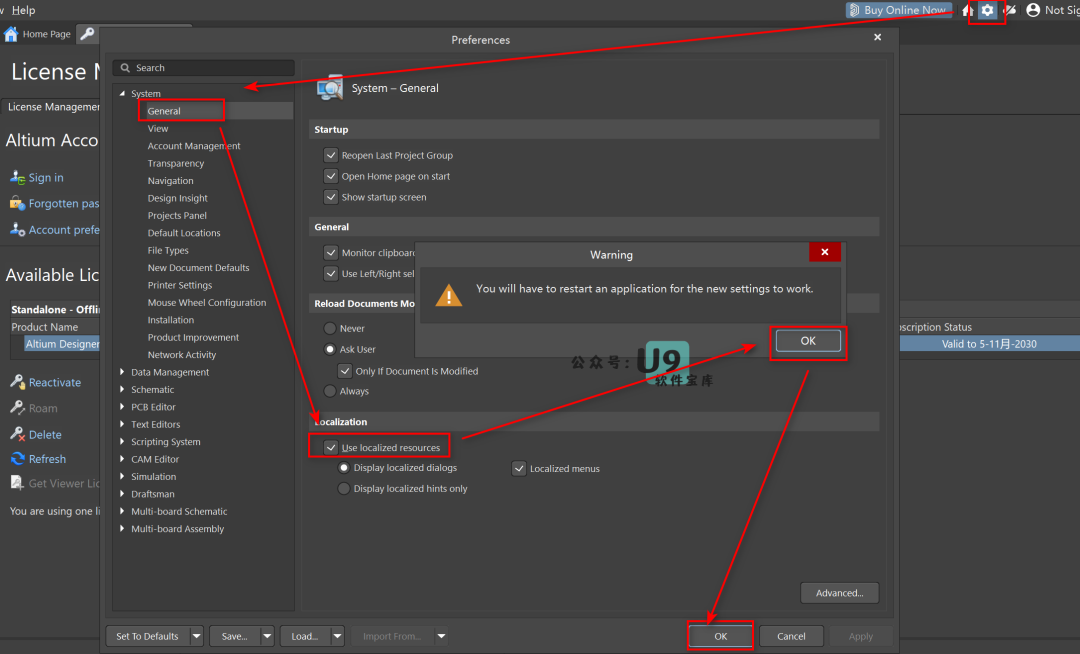 Help
Buy Online Now
Not Sig
Home Page
Preferences
License M
License Managemer
Altium Acco
Sign in
Forgotten pas
Account prefe
Available Lic
Standalone - Offli
Product Name
Altium Designer
Reactivate
Roam
Delete
Refresh
Get Viewer Lic
You are using one li
Search
System
General
View
Account Management
Transparency
Navigation
Design Insight
Projects Panel
Default Locations
File Types
New Document Defaults
Printer Settings
Mouse Wheel Configuration
Installation
Product Improvement
Network Activity
Data Management
Schematic
PCB Editor
Text Editors
Scripting System
CAM Editor
Simulation
Draftsman
Multi-board Schematic
Multi-board Assembly
System – General
Startup
Reopen Last Project Group
Open Home page on start
Show startup screen
General
Monitor clipboard
Use Left/Right sel
Reload Documents Mo
Never
Ask User
Only If Document Is Modified
Always
Localization
Use localized resources
Display localized dialogs
Localized menus
Display localized hints only
Warning
You will have to restart an application for the new settings to work.
OK
公众号：U9
软件宝库
bscription Status
Valid to 5-11月-2030
Advanced...
Set To Defaults
Save...
Load...
Import From...
OK
Cancel
Apply